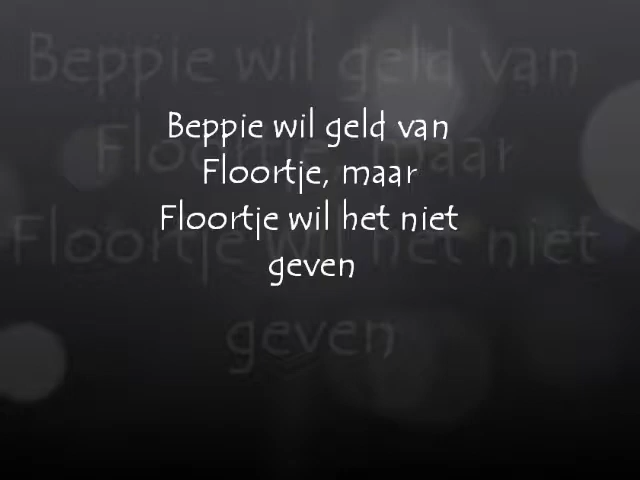 Beppie wil geld van
Floortje, maar
Floortje wil het niet
geven